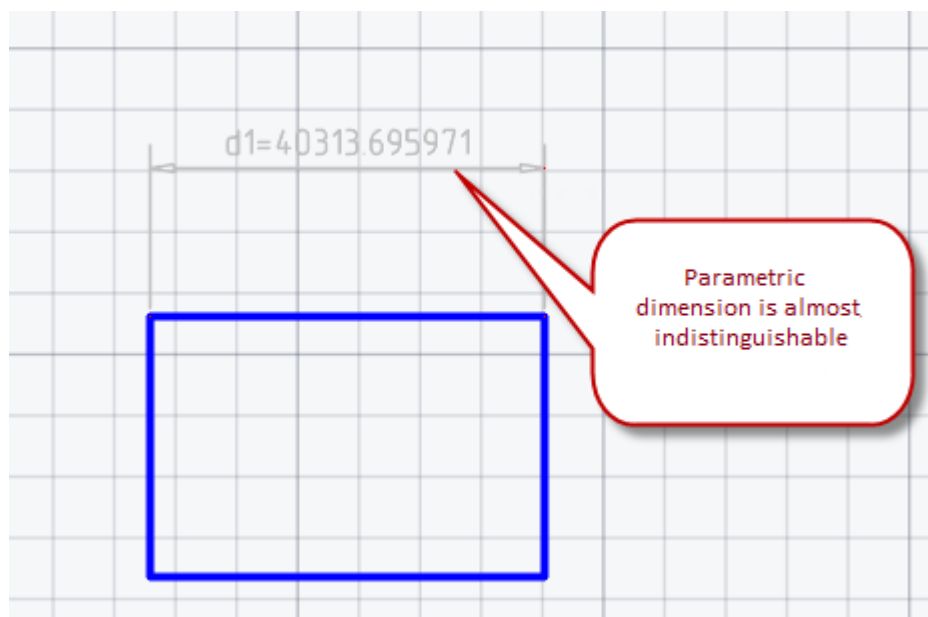 d1=40313.695971
Parametric
dimension is almost
indistinguishable